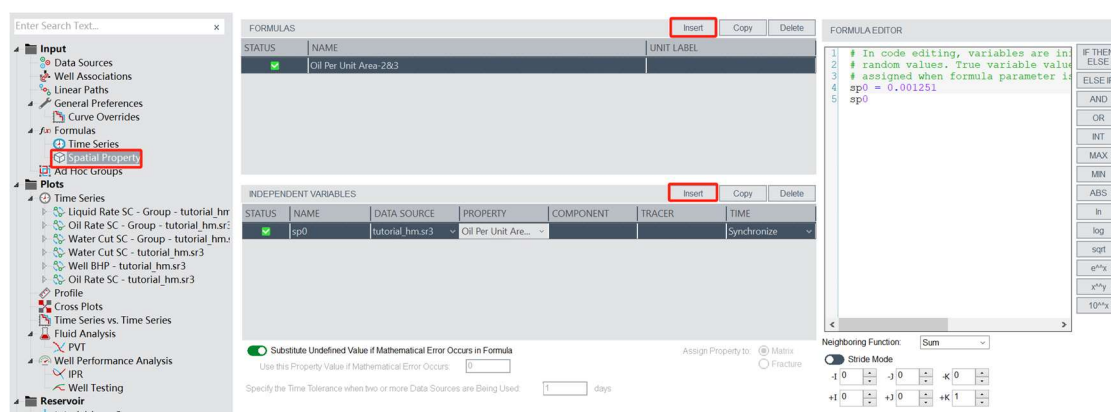 Enter Search Text... x
Input
Data Sources
Well Associations
Linear Paths
General Preferences
Curve Overrides
Formulas
Time Series
Spatial Property
Ad Hoc Groups
Plots
Time Series
Liquid Rate SC - Group - tutorial_hm
Oil Rate SC - Group - tutorial_hm.sr3
Water Cut SC - Group - tutorial_hm.
Water Cut SC - tutorial_hm.sr3
Well BHP - tutorial_hm.sr3
Oil Rate SC - tutorial_hm.sr3
Profile
Cross Plots
Time Series vs. Time Series
Fluid Analysis
PVT
Well Performance Analysis
IPR
Well Testing
Reservoir
FORMULAS Insert Copy Delete
STATUS NAME UNIT LABEL
Oil Per Unit Area-2&3
INDEPENDENT VARIABLES Insert Copy Delete
STATUS NAME DATA SOURCE PROPERTY COMPONENT TRACER TIME
sp0 tutorial_hm.sr3 Oil Per Unit Are... Synchronize
Substitute Undefined Value if Mathematical Error Occurs in Formula
Use this Property Value if Mathematical Error Occurs: 0
Specify the Time Tolerance when two or more Data Sources are Being Used: 1 days
Assign Property to: Matrix
Fracture
FORMULA EDITOR
1 # In code editing, variables are ini
2 # random values. True variable value
3 # assigned when formula parameter is
4 sp0 = 0.001251
5 sp0
IF THEN
ELSE
ELSE IF
AND
OR
INT
MAX
MIN
ABS
ln
log
sqrt
e^^x
x^^y
10^^x
Neighboring Function: Sum
Stride Mode
-I 0 -J 0 -K 0
+I 0 +J 0 +K 1